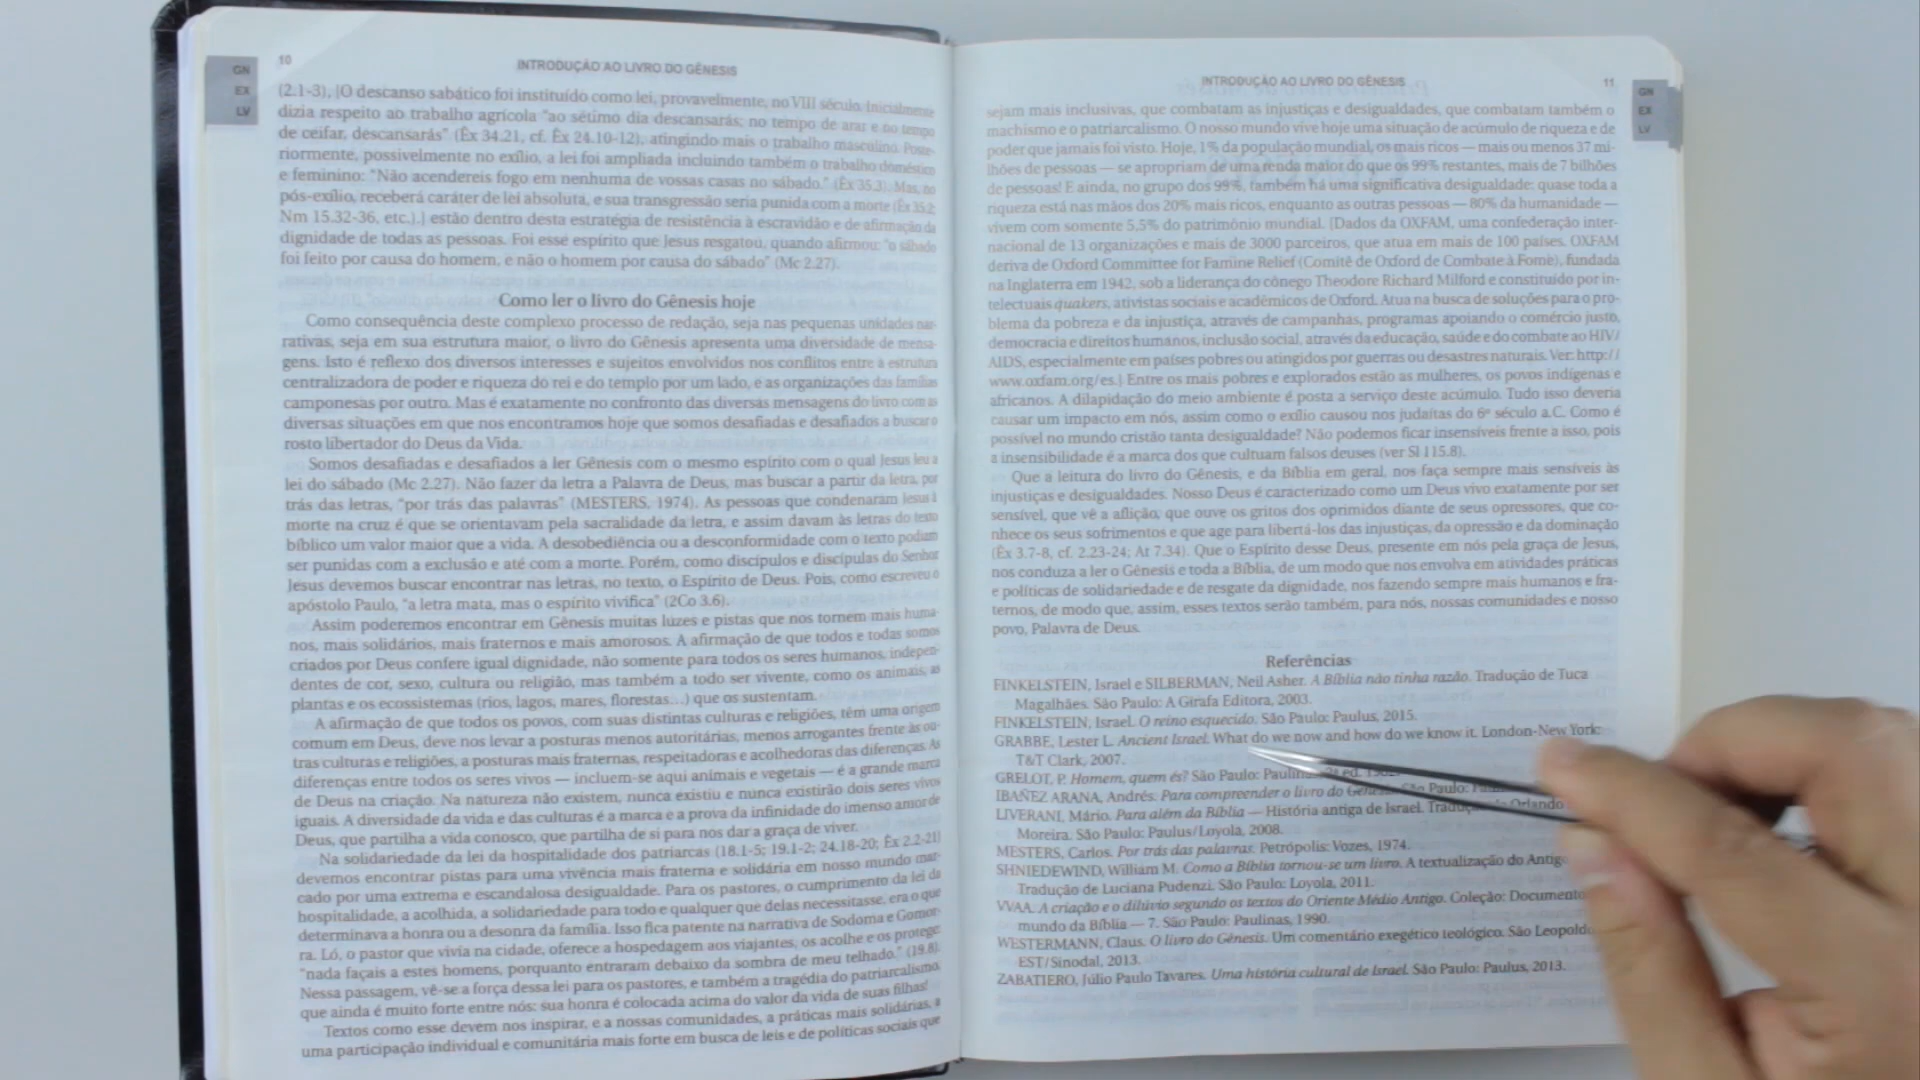 GN
EX
LV
10
INTRODUÇÃO AO LIVRO DO GÊNESIS
(2.1-3), [O descanso sabático foi instituído como lei, provavelmente, no VIII século. Inicialmente
dizia respeito ao trabalho agrícola “ao sétimo dia descansarás; no tempo de arar e no tempo
de ceifar, descansarás” (Êx 34.21, cf. Êx 24.10-12), atingindo mais o trabalho masculino. Poste-
riormente, possivelmente no exílio, a lei foi ampliada incluindo também o trabalho doméstico
e feminino: “Não acendereis fogo em nenhuma de vossas casas no sábado.” (Êx 35.3). Mas, no
pós-exílio, receberá caráter de lei absoluta, e sua transgressão seria punida com a morte (Êx 35.2;
Nm 15.32-36, etc.).] estão dentro desta estratégia de resistência à escravidão e de afirmação da
dignidade de todas as pessoas. Foi esse espírito que Jesus resgatou, quando afirmou: “o sábado
foi feito por causa do homem, e não o homem por causa do sábado” (Mc 2.27).
Como ler o livro do Gênesis hoje
Como consequência deste complexo processo de redação, seja nas pequenas unidades nar-
rativas, seja em sua estrutura maior, o livro do Gênesis apresenta uma diversidade de mensa-
gens. Isto é reflexo dos diversos interesses e sujeitos envolvidos nos conflitos entre a estrutura
centralizadora de poder e riqueza do rei e do templo por um lado, e as organizações das famílias
camponesas por outro. Mas é exatamente no confronto das diversas mensagens do livro com as
diversas situações em que nos encontramos hoje que somos desafiadas e desafiados a buscar o
rosto libertador do Deus da Vida.
Somos desafiadas e desafiados a ler Gênesis com o mesmo espírito com o qual Jesus leu a
lei do sábado (Mc 2.27). Não fazer da letra a Palavra de Deus, mas buscar a partir da letra, por
trás das letras, “por trás das palavras” (MESTERS, 1974). As pessoas que condenaram Jesus à
morte na cruz é que se orientavam pela sacralidade da letra, e assim davam às letras do texto
bíblico um valor maior que a vida. A desobediência ou a desconformidade com o texto podiam
ser punidas com a exclusão e até com a morte. Porém, como discípulos e discípulas do Senhor
Jesus devemos buscar encontrar nas letras, no texto, o Espírito de Deus. Pois, como escreveu o
apóstolo Paulo, “a letra mata, mas o espírito vivifica” (2Co 3.6).
Assim poderemos encontrar em Gênesis muitas luzes e pistas que nos tornem mais huma-
nos, mais solidários, mais fraternos e mais amorosos. A afirmação de que todos e todas somos
criados por Deus confere igual dignidade, não somente para todos os seres humanos, indepen-
dentes de cor, sexo, cultura ou religião, mas também a todo ser vivente, como os animais, as
plantas e os ecossistemas (rios, lagos, mares, florestas...) que os sustentam.
A afirmação de que todos os povos, com suas distintas culturas e religiões, têm uma origem
comum em Deus, deve nos levar a posturas menos autoritárias, menos arrogantes frente às ou-
tras culturas e religiões, a posturas mais fraternas, respeitadoras e acolhedoras das diferenças. As
diferenças entre todos os seres vivos — incluem-se aqui animais e vegetais — é a grande marca
de Deus na criação. Na natureza não existem, nunca existiu e nunca existirão dois seres vivos
iguais. A diversidade da vida e das culturas é a marca e a prova da infinidade do imenso amor de
Deus, que partilha a vida conosco, que partilha de si para nos dar a graça de viver.
Na solidariedade da lei da hospitalidade dos patriarcas (18.1-5; 19.1-2; 24.18-20; Êx 2.2-21)
devemos encontrar pistas para uma vivência mais fraterna e solidária em nosso mundo mar-
cado por uma extrema e escandalosa desigualdade. Para os pastores, o cumprimento da lei da
hospitalidade, a acolhida, a solidariedade para todo e qualquer que delas necessitasse, era o que
determinava a honra ou a desonra da família. Isso fica patente na narrativa de Sodoma e Gomor-
ra. Ló, o pastor que vivia na cidade, oferece a hospedagem aos viajantes, os acolhe e os protege:
“nada façais a estes homens, porquanto entraram debaixo da sombra de meu telhado.” (19.8).
Nessa passagem, vê-se a força dessa lei para os pastores, e também a tragédia do patriarcalismo,
que ainda é muito forte entre nós: sua honra é colocada acima do valor da vida de suas filhas!
Textos como esse devem nos inspirar, e a nossas comunidades, a práticas mais solidárias, a
uma participação individual e comunitária mais forte em busca de leis e de políticas sociais que
INTRODUÇÃO AO LIVRO DO GÊNESIS
11
GN
EX
LV
sejam mais inclusivas, que combatam as injustiças e desigualdades, que combatam também o
machismo e o patriarcalismo. O nosso mundo vive hoje uma situação de acúmulo de riqueza e de
poder que jamais foi visto. Hoje, 1% da população mundial, os mais ricos — mais ou menos 37 mi-
lhões de pessoas — se apropriam de uma renda maior do que os 99% restantes, mais de 7 bilhões
de pessoas! E ainda, no grupo dos 99%, também há uma significativa desigualdade: quase toda a
riqueza está nas mãos dos 20% mais ricos, enquanto as outras pessoas — 80% da humanidade —
vivem com somente 5,5% do patrimônio mundial. [Dados da OXFAM, uma confederação inter-
nacional de 13 organizações e mais de 3000 parceiros, que atua em mais de 100 países. OXFAM
deriva de Oxford Committee for Famine Relief (Comitê de Oxford de Combate à Fome), fundada
na Inglaterra em 1942, sob a liderança do cônego Theodore Richard Milford e constituído por in-
telectuais quakers, ativistas sociais e acadêmicos de Oxford. Atua na busca de soluções para o pro-
blema da pobreza e da injustiça, através de campanhas, programas apoiando o comércio justo,
democracia e direitos humanos, inclusão social, através da educação, saúde e do combate ao HIV/
AIDS, especialmente em países pobres ou atingidos por guerras ou desastres naturais. Ver: http://
www.oxfam.org/es.] Entre os mais pobres e explorados estão as mulheres, os povos indígenas e
africanos. A dilapidação do meio ambiente é posta a serviço deste acúmulo. Tudo isso deveria
causar um impacto em nós, assim como o exílio causou nos judaítas do 6º século a.C. Como é
possível no mundo cristão tanta desigualdade? Não podemos ficar insensíveis frente a isso, pois
a insensibilidade é a marca dos que cultuam falsos deuses (ver Sl 115.8).
Que a leitura do livro do Gênesis, e da Bíblia em geral, nos faça sempre mais sensíveis às
injustiças e desigualdades. Nosso Deus é caracterizado como um Deus vivo exatamente por ser
sensível, que vê a aflição, que ouve os gritos dos oprimidos diante de seus opressores, que co-
nhece os seus sofrimentos e que age para libertá-los das injustiças, da opressão e da dominação
(Êx 3.7-8, cf. 2.23-24; At 7.34). Que o Espírito desse Deus, presente em nós pela graça de Jesus,
nos conduza a ler o Gênesis e toda a Bíblia, de um modo que nos envolva em atividades práticas
e políticas de solidariedade e de resgate da dignidade, nos fazendo sempre mais humanos e fra-
ternos, de modo que, assim, esses textos serão também, para nós, nossas comunidades e nosso
povo, Palavra de Deus.
Referências
FINKELSTEIN, Israel e SILBERMAN, Neil Asher. A Bíblia não tinha razão. Tradução de Tuca
Magalhães. São Paulo: A Girafa Editora, 2003.
FINKELSTEIN, Israel. O reino esquecido. São Paulo: Paulus, 2015.
GRABBE, Lester L. Ancient Israel. What do we now and how do we know it. London-New York:
T&T Clark, 2007.
GRELOT, P. Homem, quem és? São Paulo: ed.
IBAÑEZ ARANA, Andrés. Para compreender o livro do Gênesis. São Paulo:
LIVERANI, Mário. Para além da Bíblia — História antiga de Israel. Orlando
Moreira. São Paulo: Paulus/Loyola, 2008.
MESTERS, Carlos. Por trás das palavras. Petrópolis: Vozes, 1974.
SHNIEDEWIND, William M. Como a Bíblia tornou-se um livro. A textualização do Antigo
Tradução de Luciana Pudenzi. São Paulo: Loyola, 2011.
VVAA. A criação e o dilúvio segundo os textos do Oriente Médio Antigo. Coleção: Documento
mundo da Bíblia — 7. São Paulo: Paulinas, 1990.
WESTERMANN, Claus. O livro do Gênesis. Um comentário exegético teológico. São Leopoldo
EST/Sinodal, 2013.
ZABATIERO, Júlio Paulo Tavares. Uma história cultural de Israel. São Paulo: Paulus, 2013.